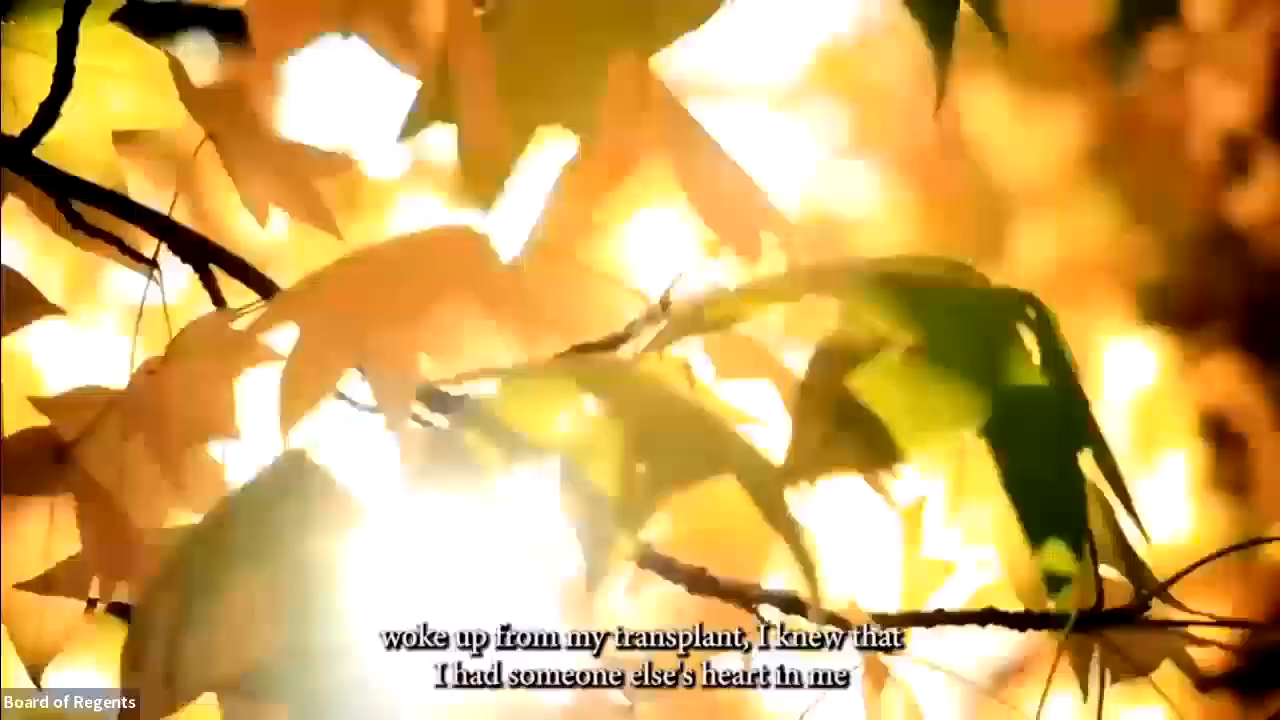 woke up from my transplant, I knew that
I had someone else's heart in me
Board of Regents